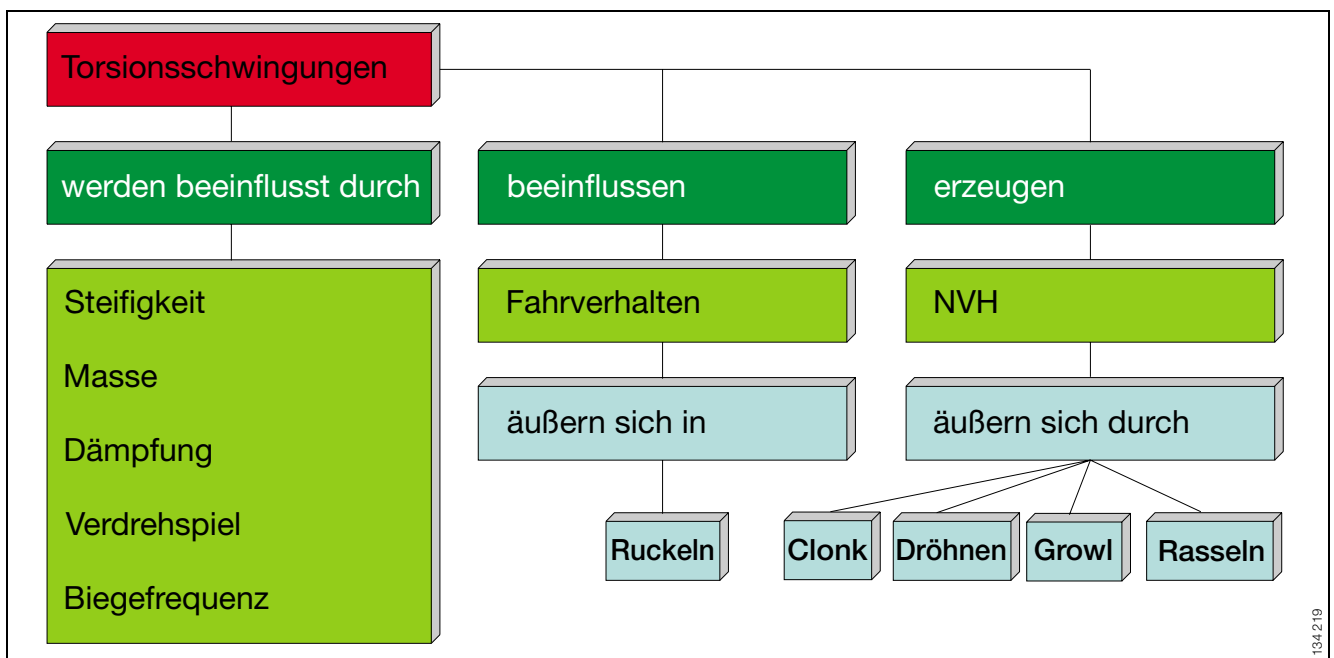 Torsionsschwingungen
werden beeinflusst durch
beeinflussen
erzeugen
Steifigkeit
Masse
Dämpfung
Verdrehspiel
Biegefrequenz
Fahrverhalten
NVH
äußern sich in
äußern sich durch
Ruckeln
Clonk
Dröhnen
Growl
Rasseln
134 219